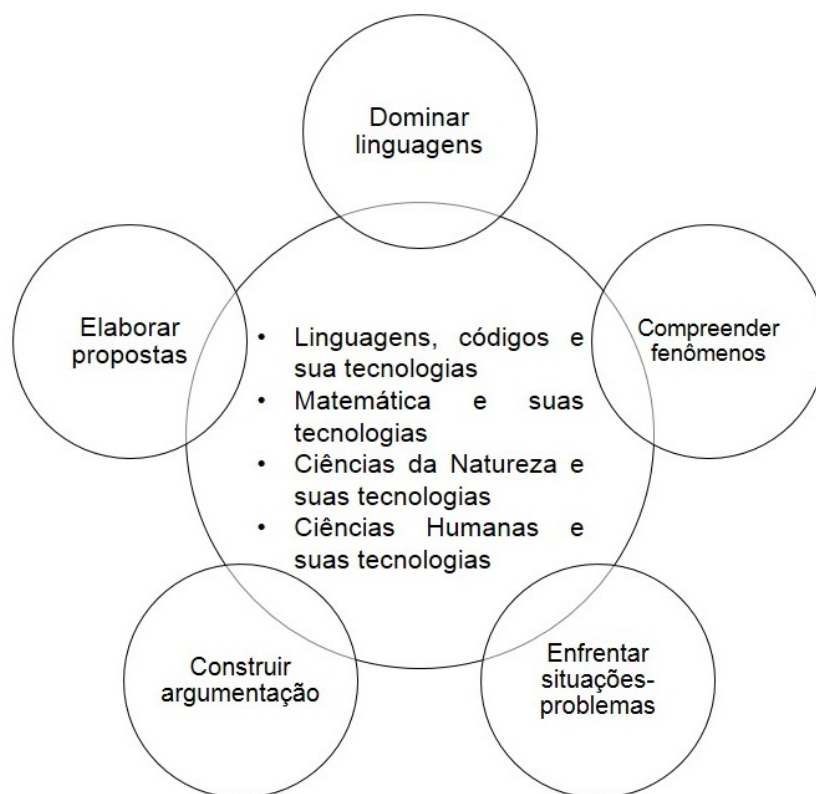 Dominar
linguagens
Elaborar
propostas
Compreender
fenômenos
• Linguagens, códigos e
sua tecnologias
• Matemática e suas
tecnologias
• Ciências da Natureza e
suas tecnologias
• Ciências Humanas e
suas tecnologias
Construir
argumentação
Enfrentar
situações-
problemas